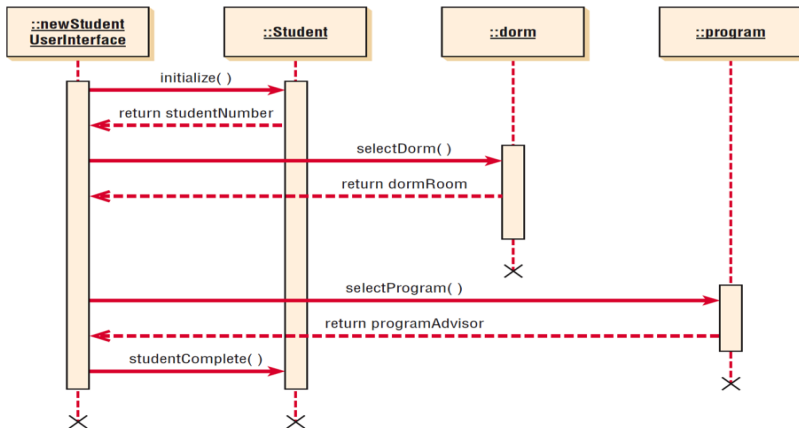 ::newStudent
UserInterface
::Student
::dorm
::program
initialize( )
return studentNumber
selectDorm( )
return dormRoom
selectProgram( )
return programAdvisor
studentComplete( )